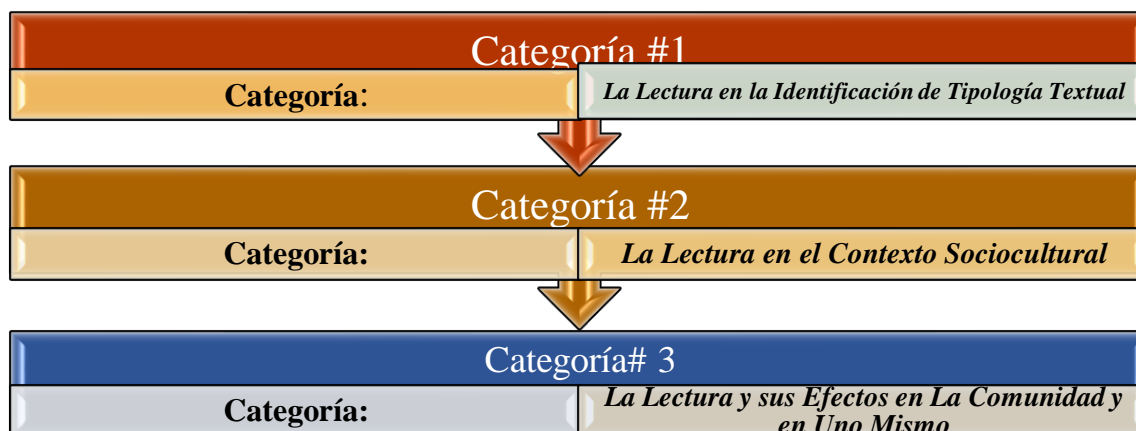 Categoría #1
Categoría:
La Lectura en la Identificación de Tipología Textual
Categoría #2
Categoría:
La Lectura en el Contexto Sociocultural
Categoría# 3
Categoría:
La Lectura y sus Efectos en La Comunidad y
en Uno Mismo